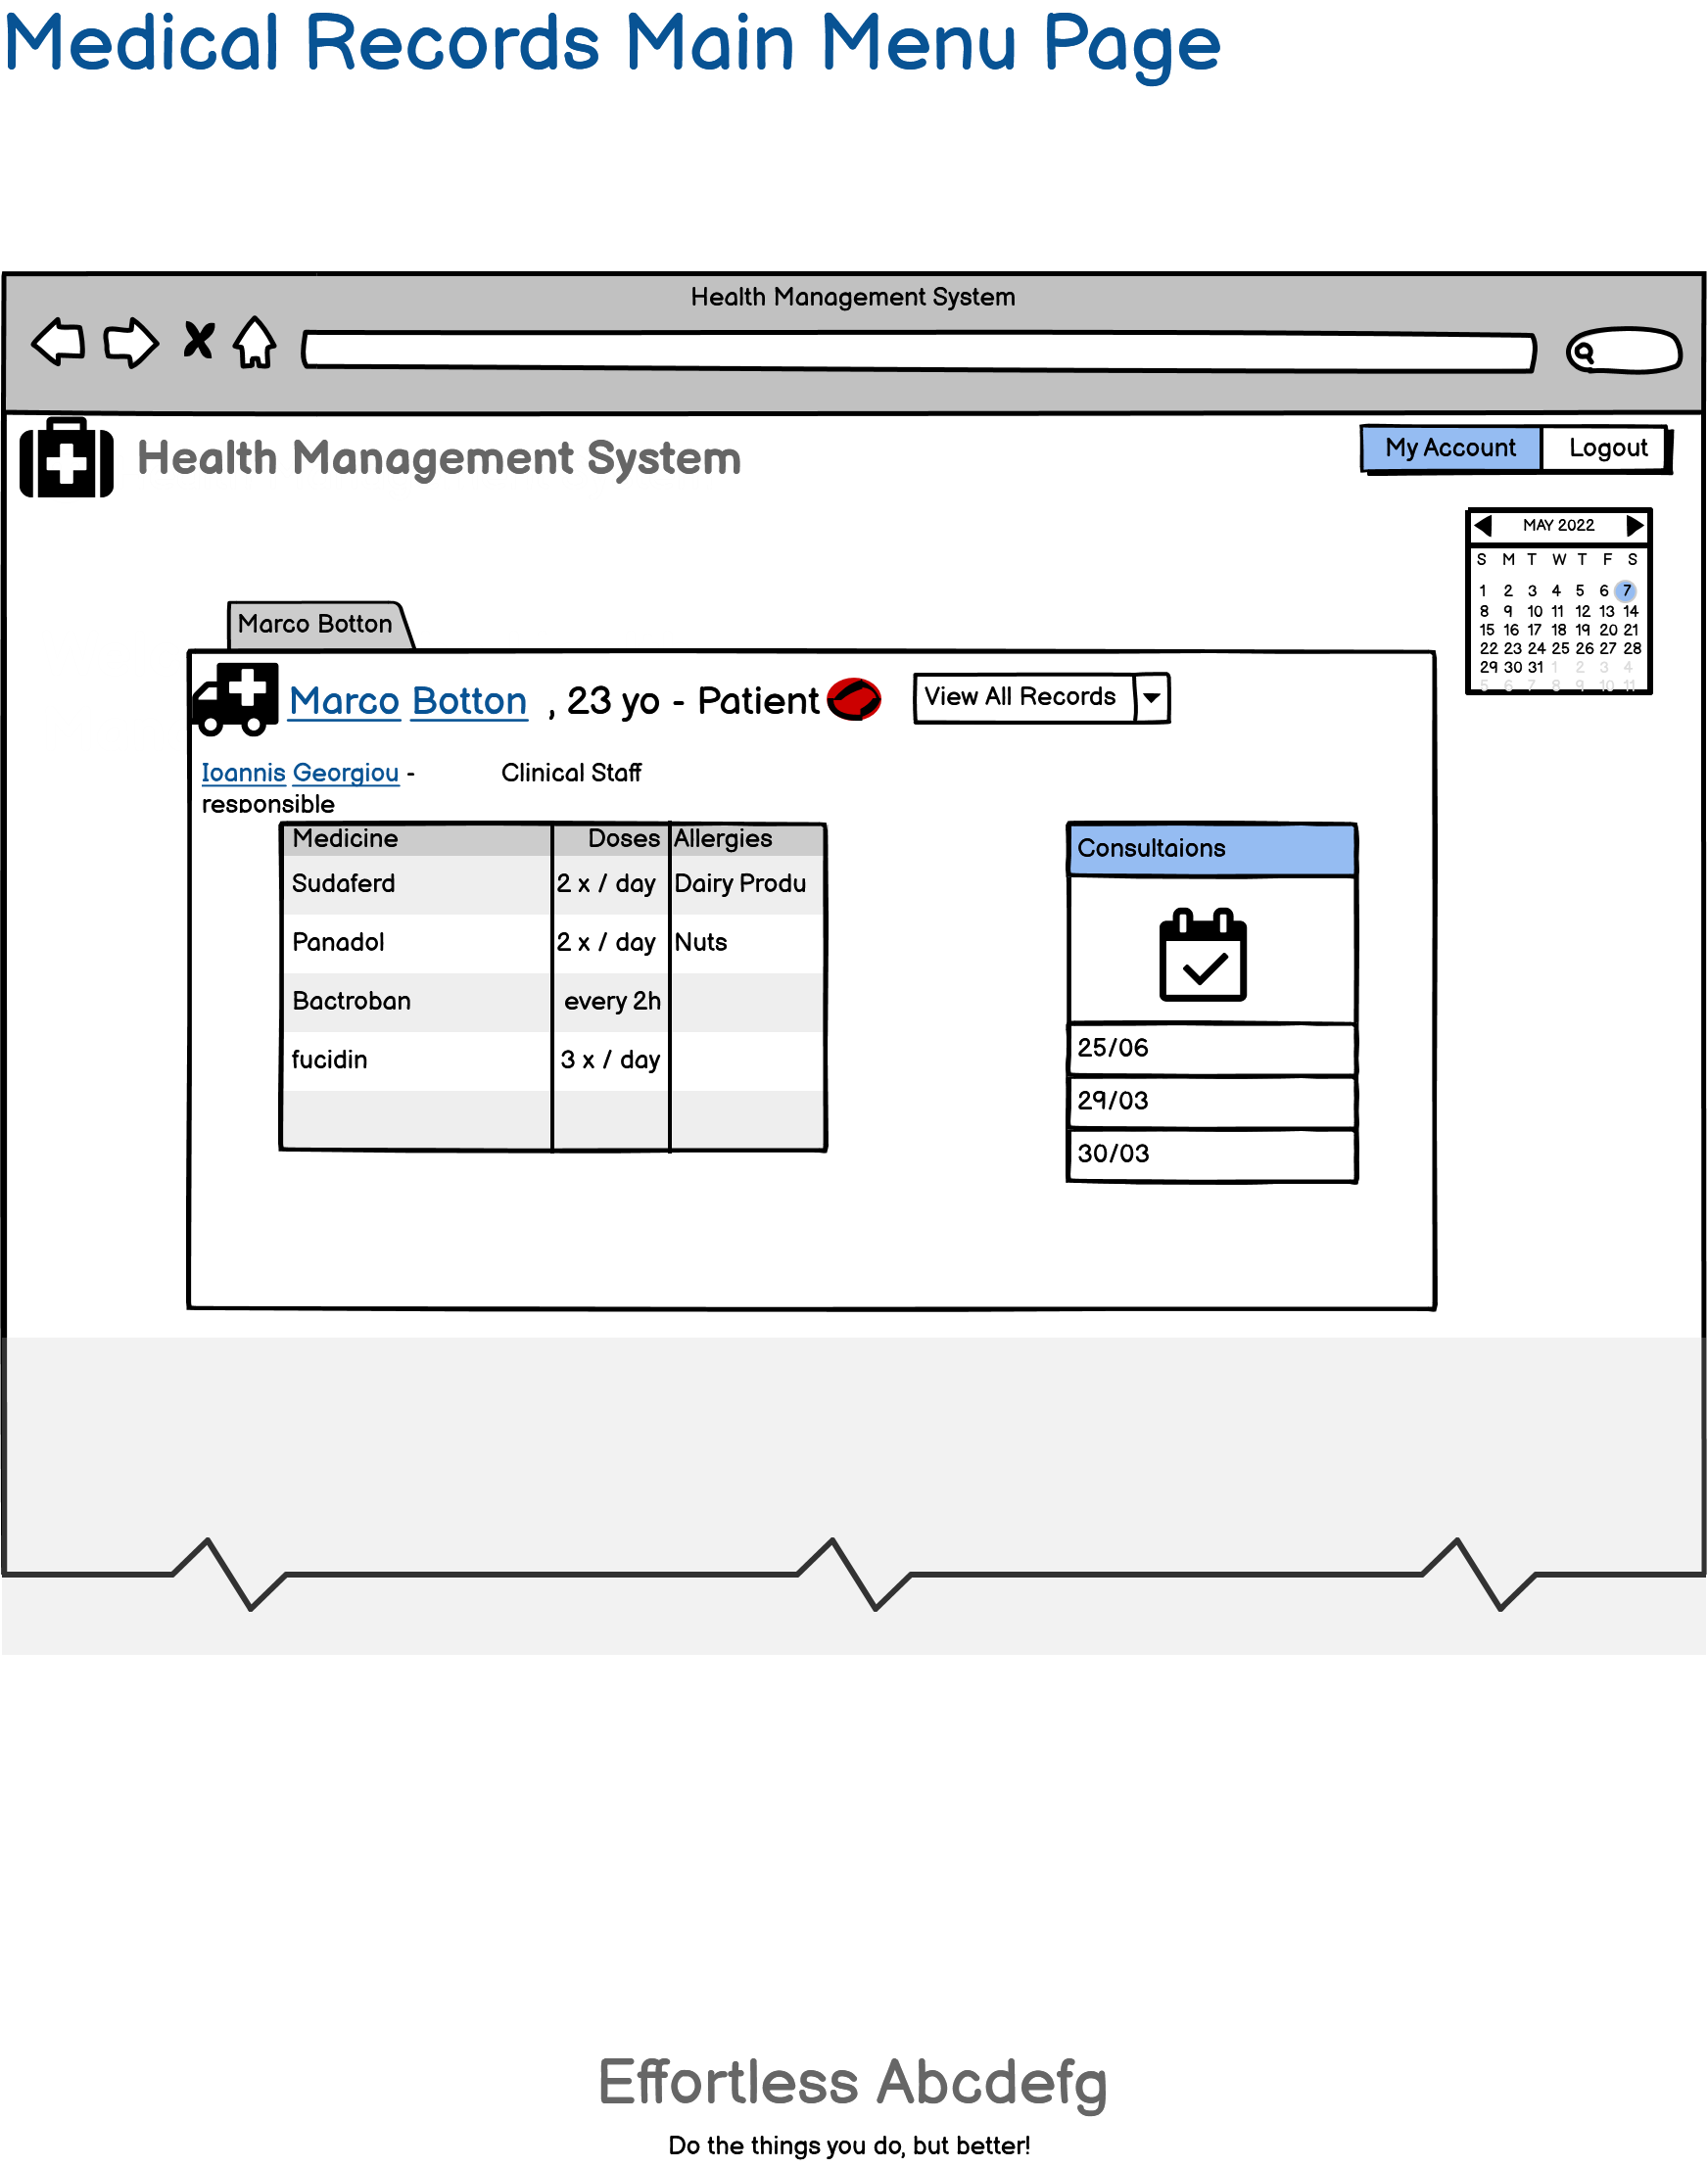 Medical Records Main Menu Page
Health Management System
Health Management System
My Account Logout
MAY 2022
S M T W T F S
1 2 3 4 5 6 7
8 9 10 11 12 13 14
15 16 17 18 19 20 21
22 23 24 25 26 27 28
29 30 31 1 2 3 4
5 6 7 8 9 10 11
Marco Botton
Marco Botton , 23 yo - Patient
View All Records
Ioannis Georgiou -
responsible
Clinical Staff
Medicine Doses Allergies
Sudaferd 2 x / day Dairy Produ
Panadol 2 x / day Nuts
Bactroban every 2h
fucidin 3 x / day
Consultaions
25/06
29/03
30/03
Effortless Abcdefg
Do the things you do, but better!